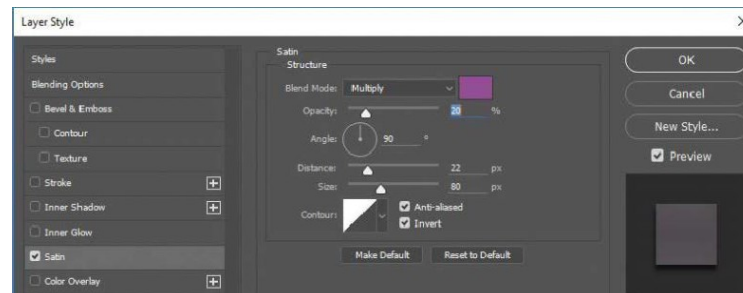 Layer Style
Styles
Blending Options
Bevel & Emboss
Contour
Texture
Stroke
Inner Shadow
Inner Glow
Satin
Color Overlay
Satin
Structure
Blend Mode: Multiply
Opacity: 20 %
Angle: 90 °
Distance: 22 px
Size: 80 px
Contour:
Anti-aliased
Invert
Make Default Reset to Default
OK
Cancel
New Style...
Preview